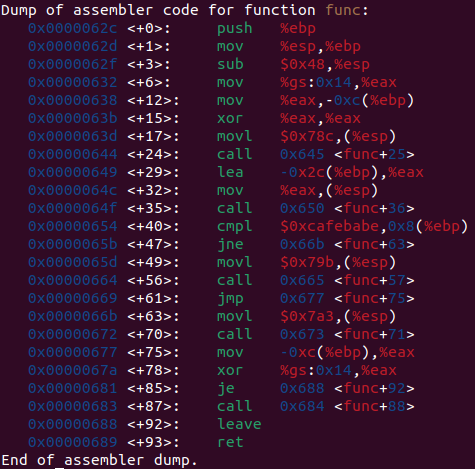 Dump of assembler code for function func:
0x0000062c <+0>: push %ebp
0x0000062d <+1>: mov %esp,%ebp
0x0000062f <+3>: sub $0x48,%esp
0x00000632 <+6>: mov %gs:0x14,%eax
0x00000638 <+12>: mov %eax,-0xc(%ebp)
0x0000063b <+15>: xor %eax,%eax
0x0000063d <+17>: movl $0x78c,(%esp)
0x00000644 <+24>: call 0x645 <func+25>
0x00000649 <+29>: lea -0x2c(%ebp),%eax
0x0000064c <+32>: mov %eax,(%esp)
0x0000064f <+35>: call 0x650 <func+36>
0x00000654 <+40>: cmpl $0xcafebabe,0x8(%ebp)
0x0000065b <+47>: jne 0x66b <func+63>
0x0000065d <+49>: movl $0x79b,(%esp)
0x00000664 <+56>: call 0x665 <func+57>
0x00000669 <+61>: jmp 0x677 <func+75>
0x0000066b <+63>: movl $0x7a3,(%esp)
0x00000672 <+70>: call 0x673 <func+71>
0x00000677 <+75>: mov -0xc(%ebp),%eax
0x0000067a <+78>: xor %gs:0x14,%eax
0x00000681 <+85>: je 0x688 <func+92>
0x00000683 <+87>: call 0x684 <func+88>
0x00000688 <+92>: leave
0x00000689 <+93>: ret
End of assembler dump.